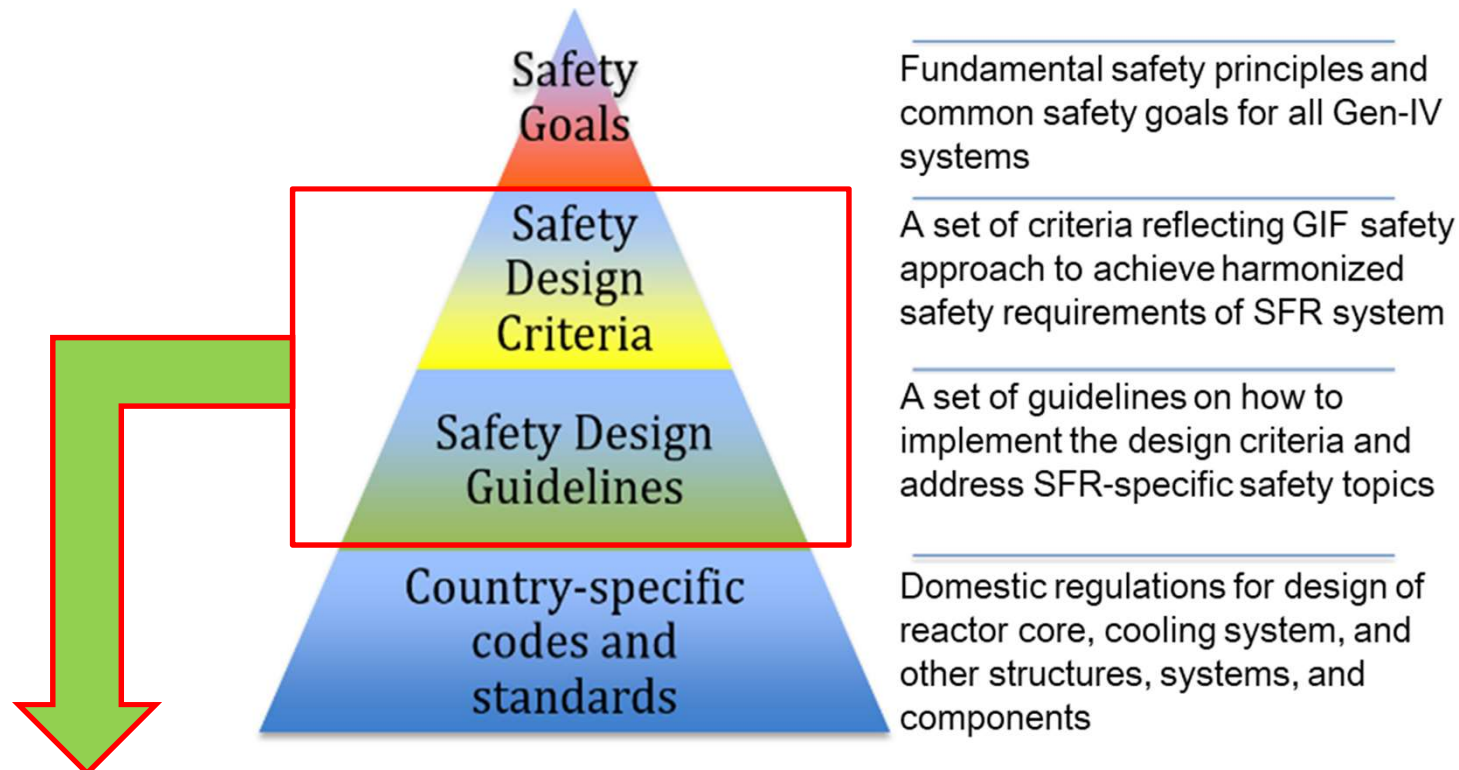 Safety
Goals
Fundamental safety principles and
common safety goals for all Gen-IV
systems
Safety
Design
Criteria
A set of criteria reflecting GIF safety
approach to achieve harmonized
safety requirements of SFR system
Safety Design
Guidelines
A set of guidelines on how to
implement the design criteria and
address SFR-specific safety topics
Country-specific
codes and
standards
Domestic regulations for design of
reactor core, cooling system, and
other structures, systems, and
components